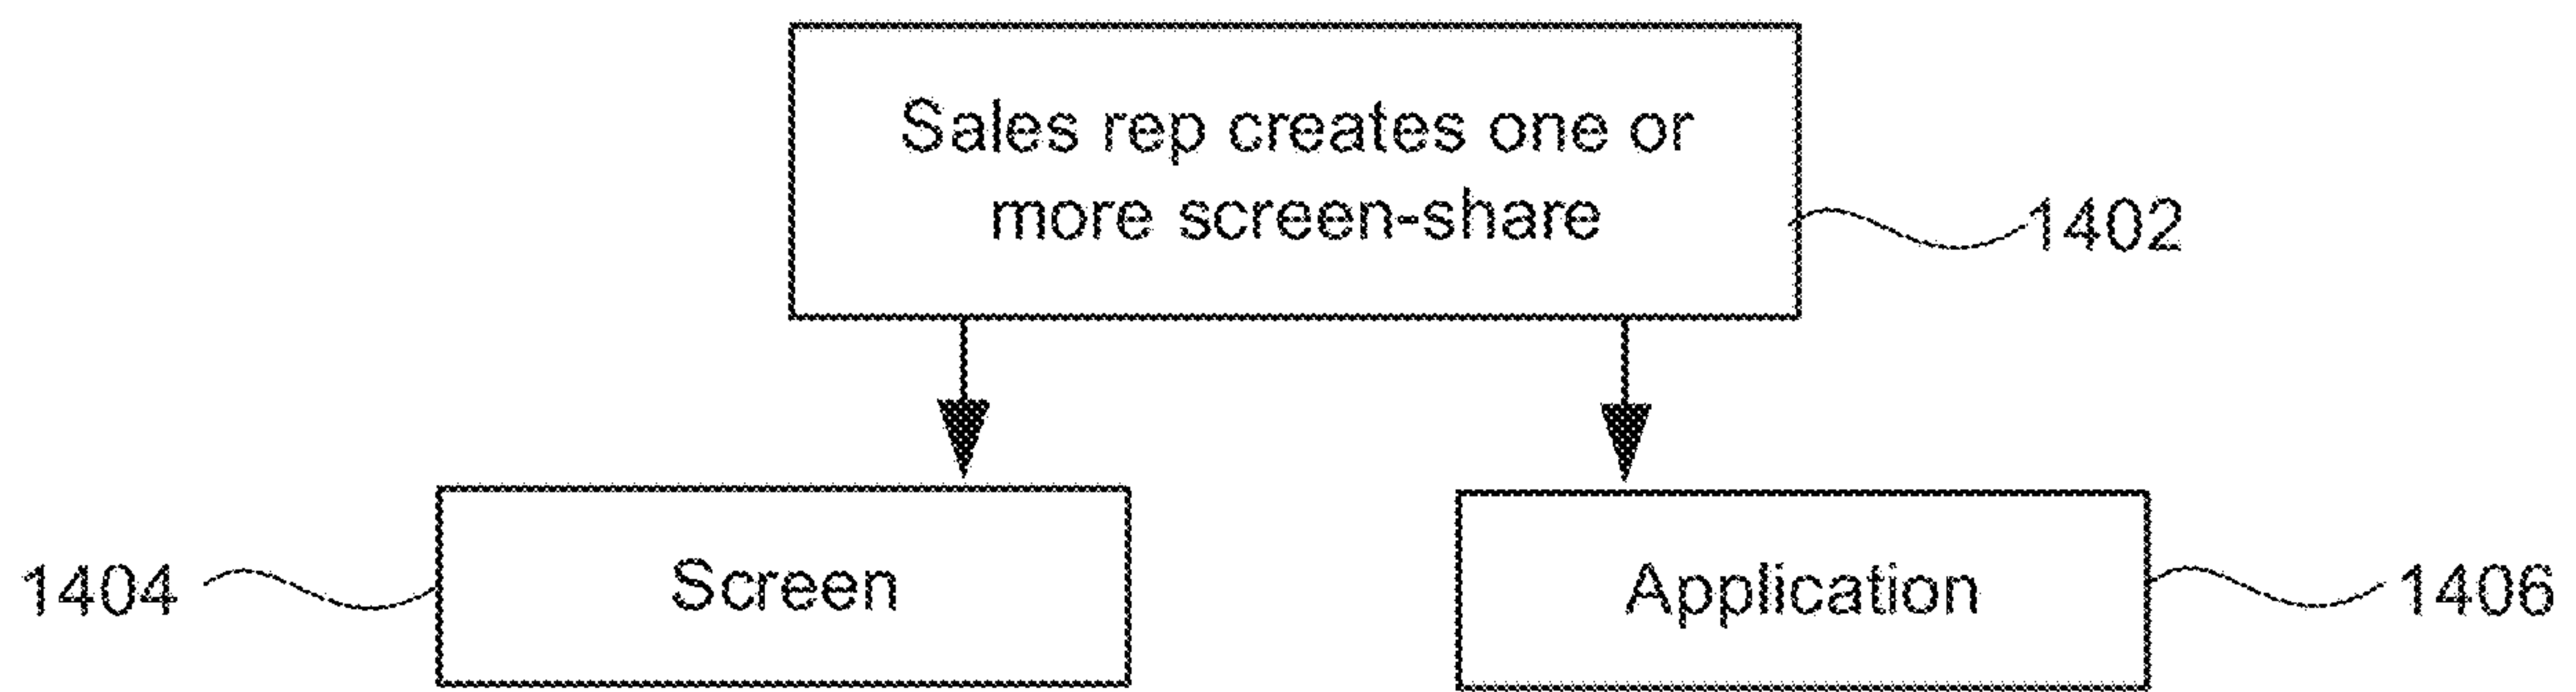 Sales rep creates one or
more screen-share
1402
1404
Screen
Application
1406